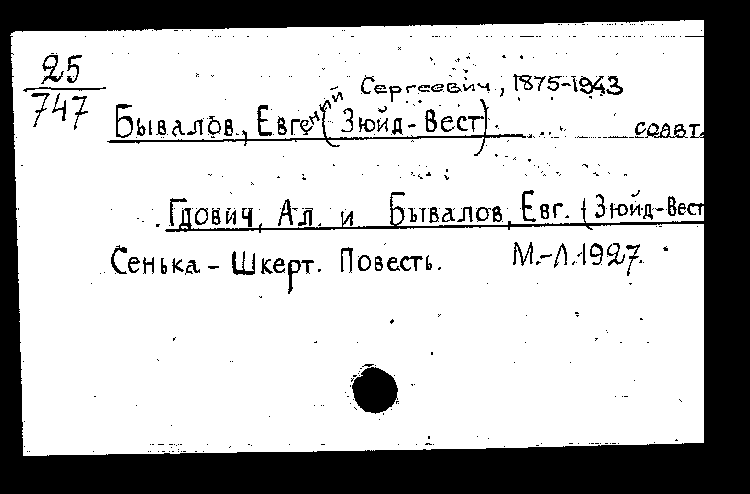 25
747
Сергеевич, 1875-1943
Бывалов, Евгений (Зюйд-Вест) соавт.
Гдович, Ал. и Бывалов, Евг. (Зюйд-Вест
Сенька - Шкерт. Повесть. М.-Л. 1927.